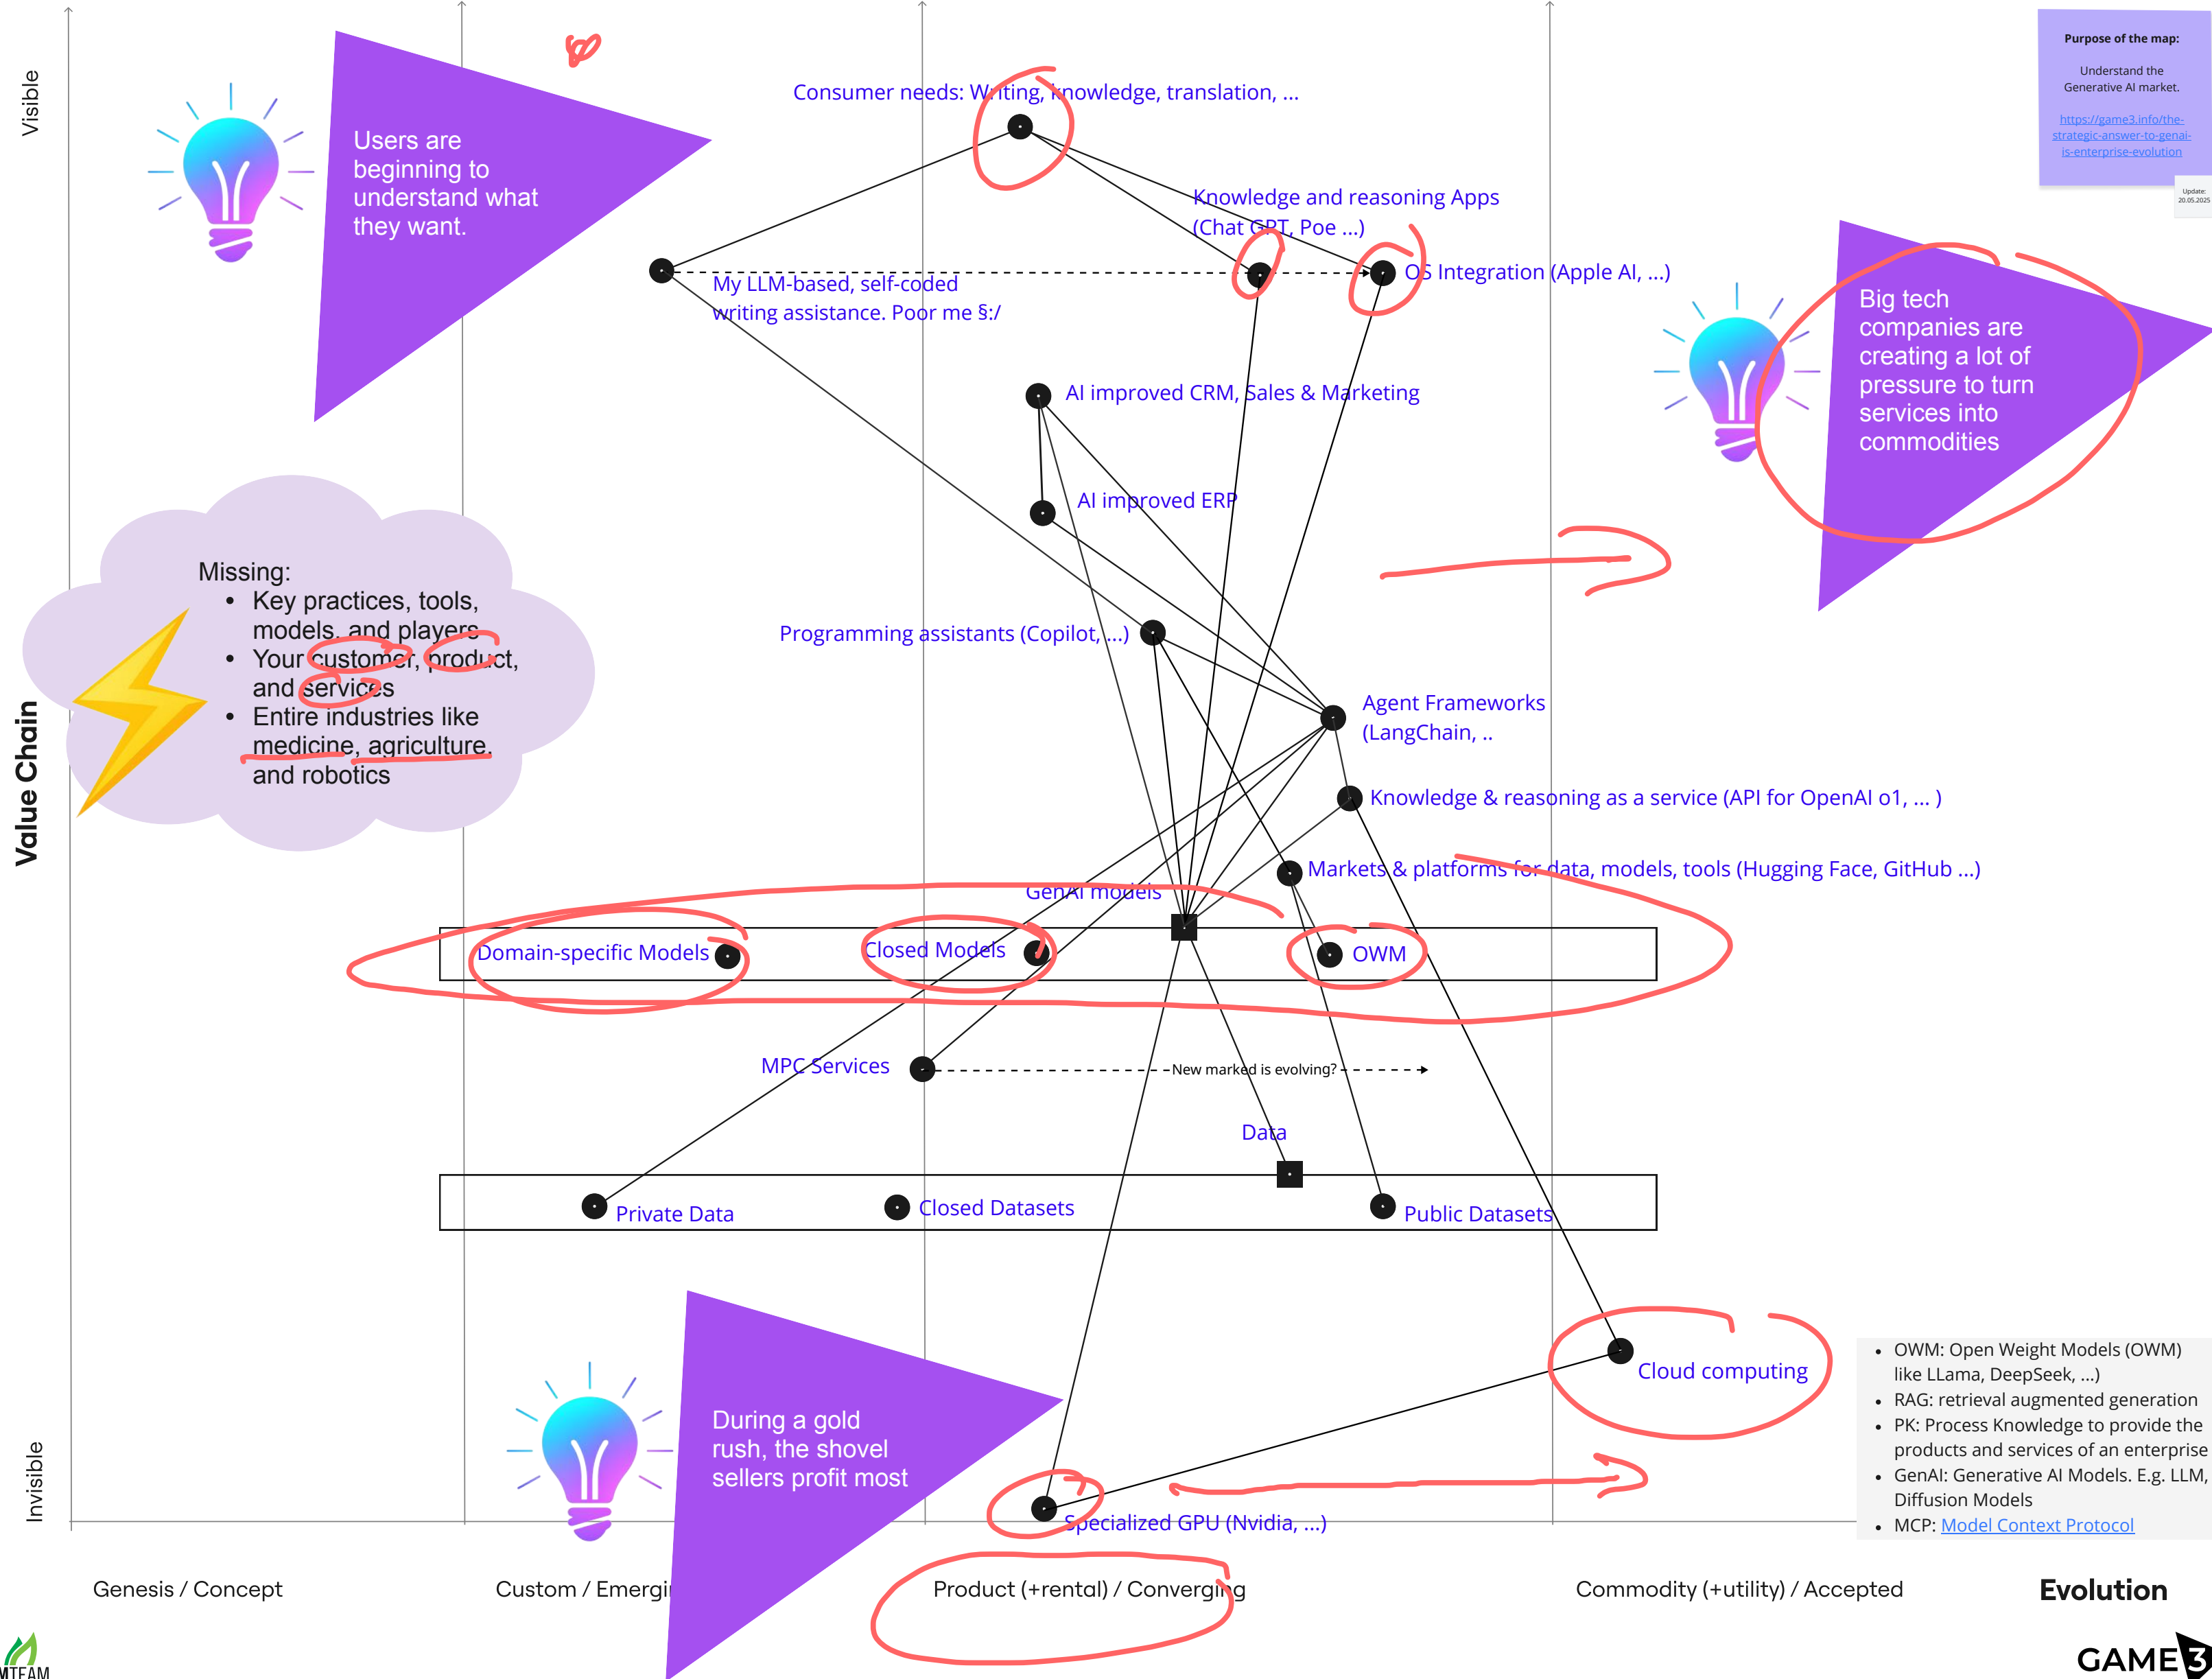 Visible
Purpose of the map:
Understand the
Generative AI market.
https://game3.info/the-
strategic-answer-to-genai-
is-enterprise-evolution
Update:
20.05.2025
Users are
beginning to
understand what
they want.
Consumer needs: Writing, knowledge, translation, ...
Knowledge and reasoning Apps
(Chat GPT, Poe ...)
My LLM-based, self-coded
writing assistance. Poor me §:/
OS Integration (Apple AI, ...)
Big tech
companies are
creating a lot of
pressure to turn
services into
commodities
AI improved CRM, Sales & Marketing
AI improved ERP
Missing:
• Key practices, tools,
models, and players
• Your customer, product,
and services
• Entire industries like
medicine, agriculture,
and robotics
Programming assistants (Copilot, ...)
Agent Frameworks
(LangChain, ..
Value Chain
Knowledge & reasoning as a service (API for OpenAI o1, ... )
Markets & platforms for data, models, tools (Hugging Face, GitHub ...)
GenAI models
Domain-specific Models
Closed Models
OWM
MPC Services
New marked is evolving?
Data
Private Data
Closed Datasets
Public Datasets
Cloud computing
During a gold
rush, the shovel
sellers profit most
Specialized GPU (Nvidia, ...)
Invisible
• OWM: Open Weight Models (OWM)
like LLama, DeepSeek, ...)
• RAG: retrieval augmented generation
• PK: Process Knowledge to provide the
products and services of an enterprise
• GenAI: Generative AI Models. E.g. LLM,
Diffusion Models
• MCP: Model Context Protocol
Genesis / Concept
Custom / Emergi
Product (+rental) / Converging
Commodity (+utility) / Accepted
Evolution
MTEAM
GAME 3